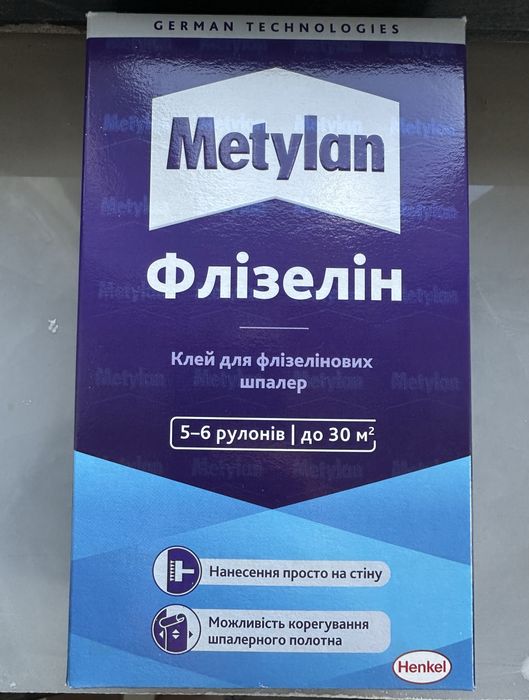 GERMAN TECHNOLOGIES
Metylan
Флізелін
Клей для флізелінових
шпалер
5–6 рулонів | до 30 м²
Нанесення просто на стіну
Можливість корегування
шпалерного полотна
Henkel